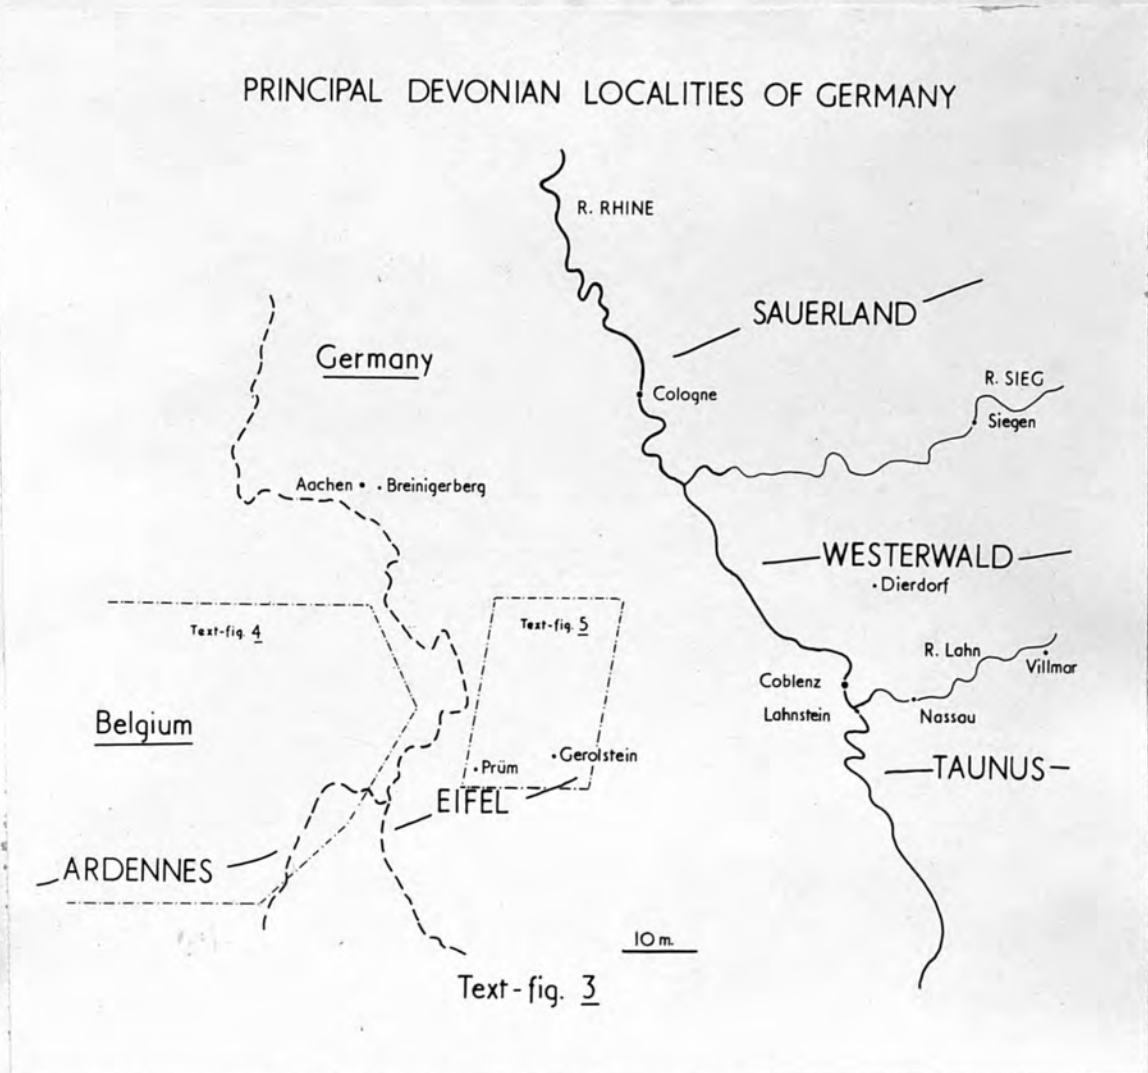 PRINCIPAL DEVONIAN LOCALITIES OF GERMANY
R. RHINE
SAUERLAND
Germany
R. SIEG
Cologne
Siegen
Aachen
Breinigerberg
WESTERWALD
Dierdorf
Text-fig. 4
Text-fig. 5
R. Lahn
Villmar
Coblenz
Lahnstein
Nassau
Belgium
Gerolstein
Prüm
TAUNUS
EIFEL
ARDENNES
10 m.
Text-fig. 3